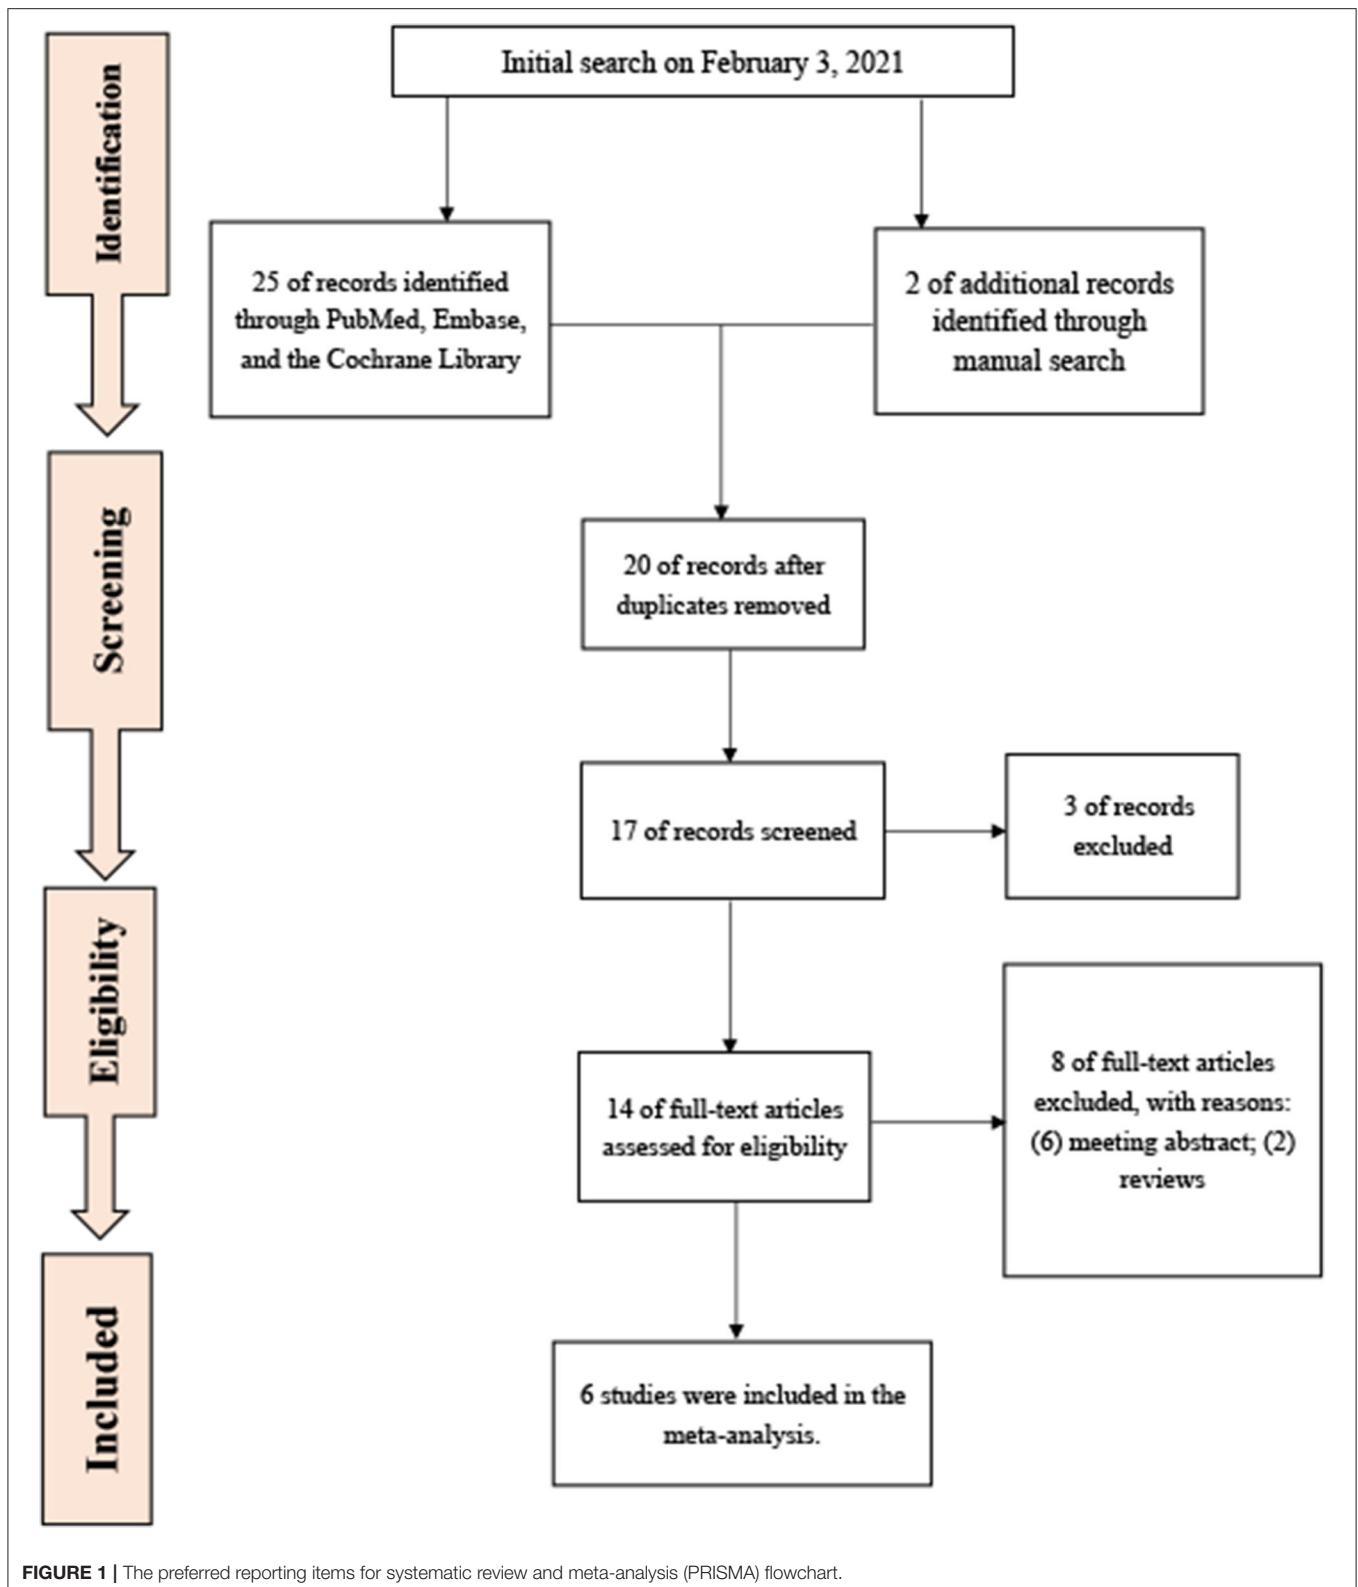 Initial search on February 3, 2021
Identification
25 of records identified
through PubMed, Embase,
and the Cochrane Library
2 of additional records
identified through
manual search
Screening
20 of records after
duplicates removed
17 of records screened
3 of records
excluded
Eligibility
14 of full-text articles
assessed for eligibility
8 of full-text articles
excluded, with reasons:
(6) meeting abstract; (2)
reviews
Included
6 studies were included in the
meta-analysis.
FIGURE 1 | The preferred reporting items for systematic review and meta-analysis (PRISMA) flowchart.